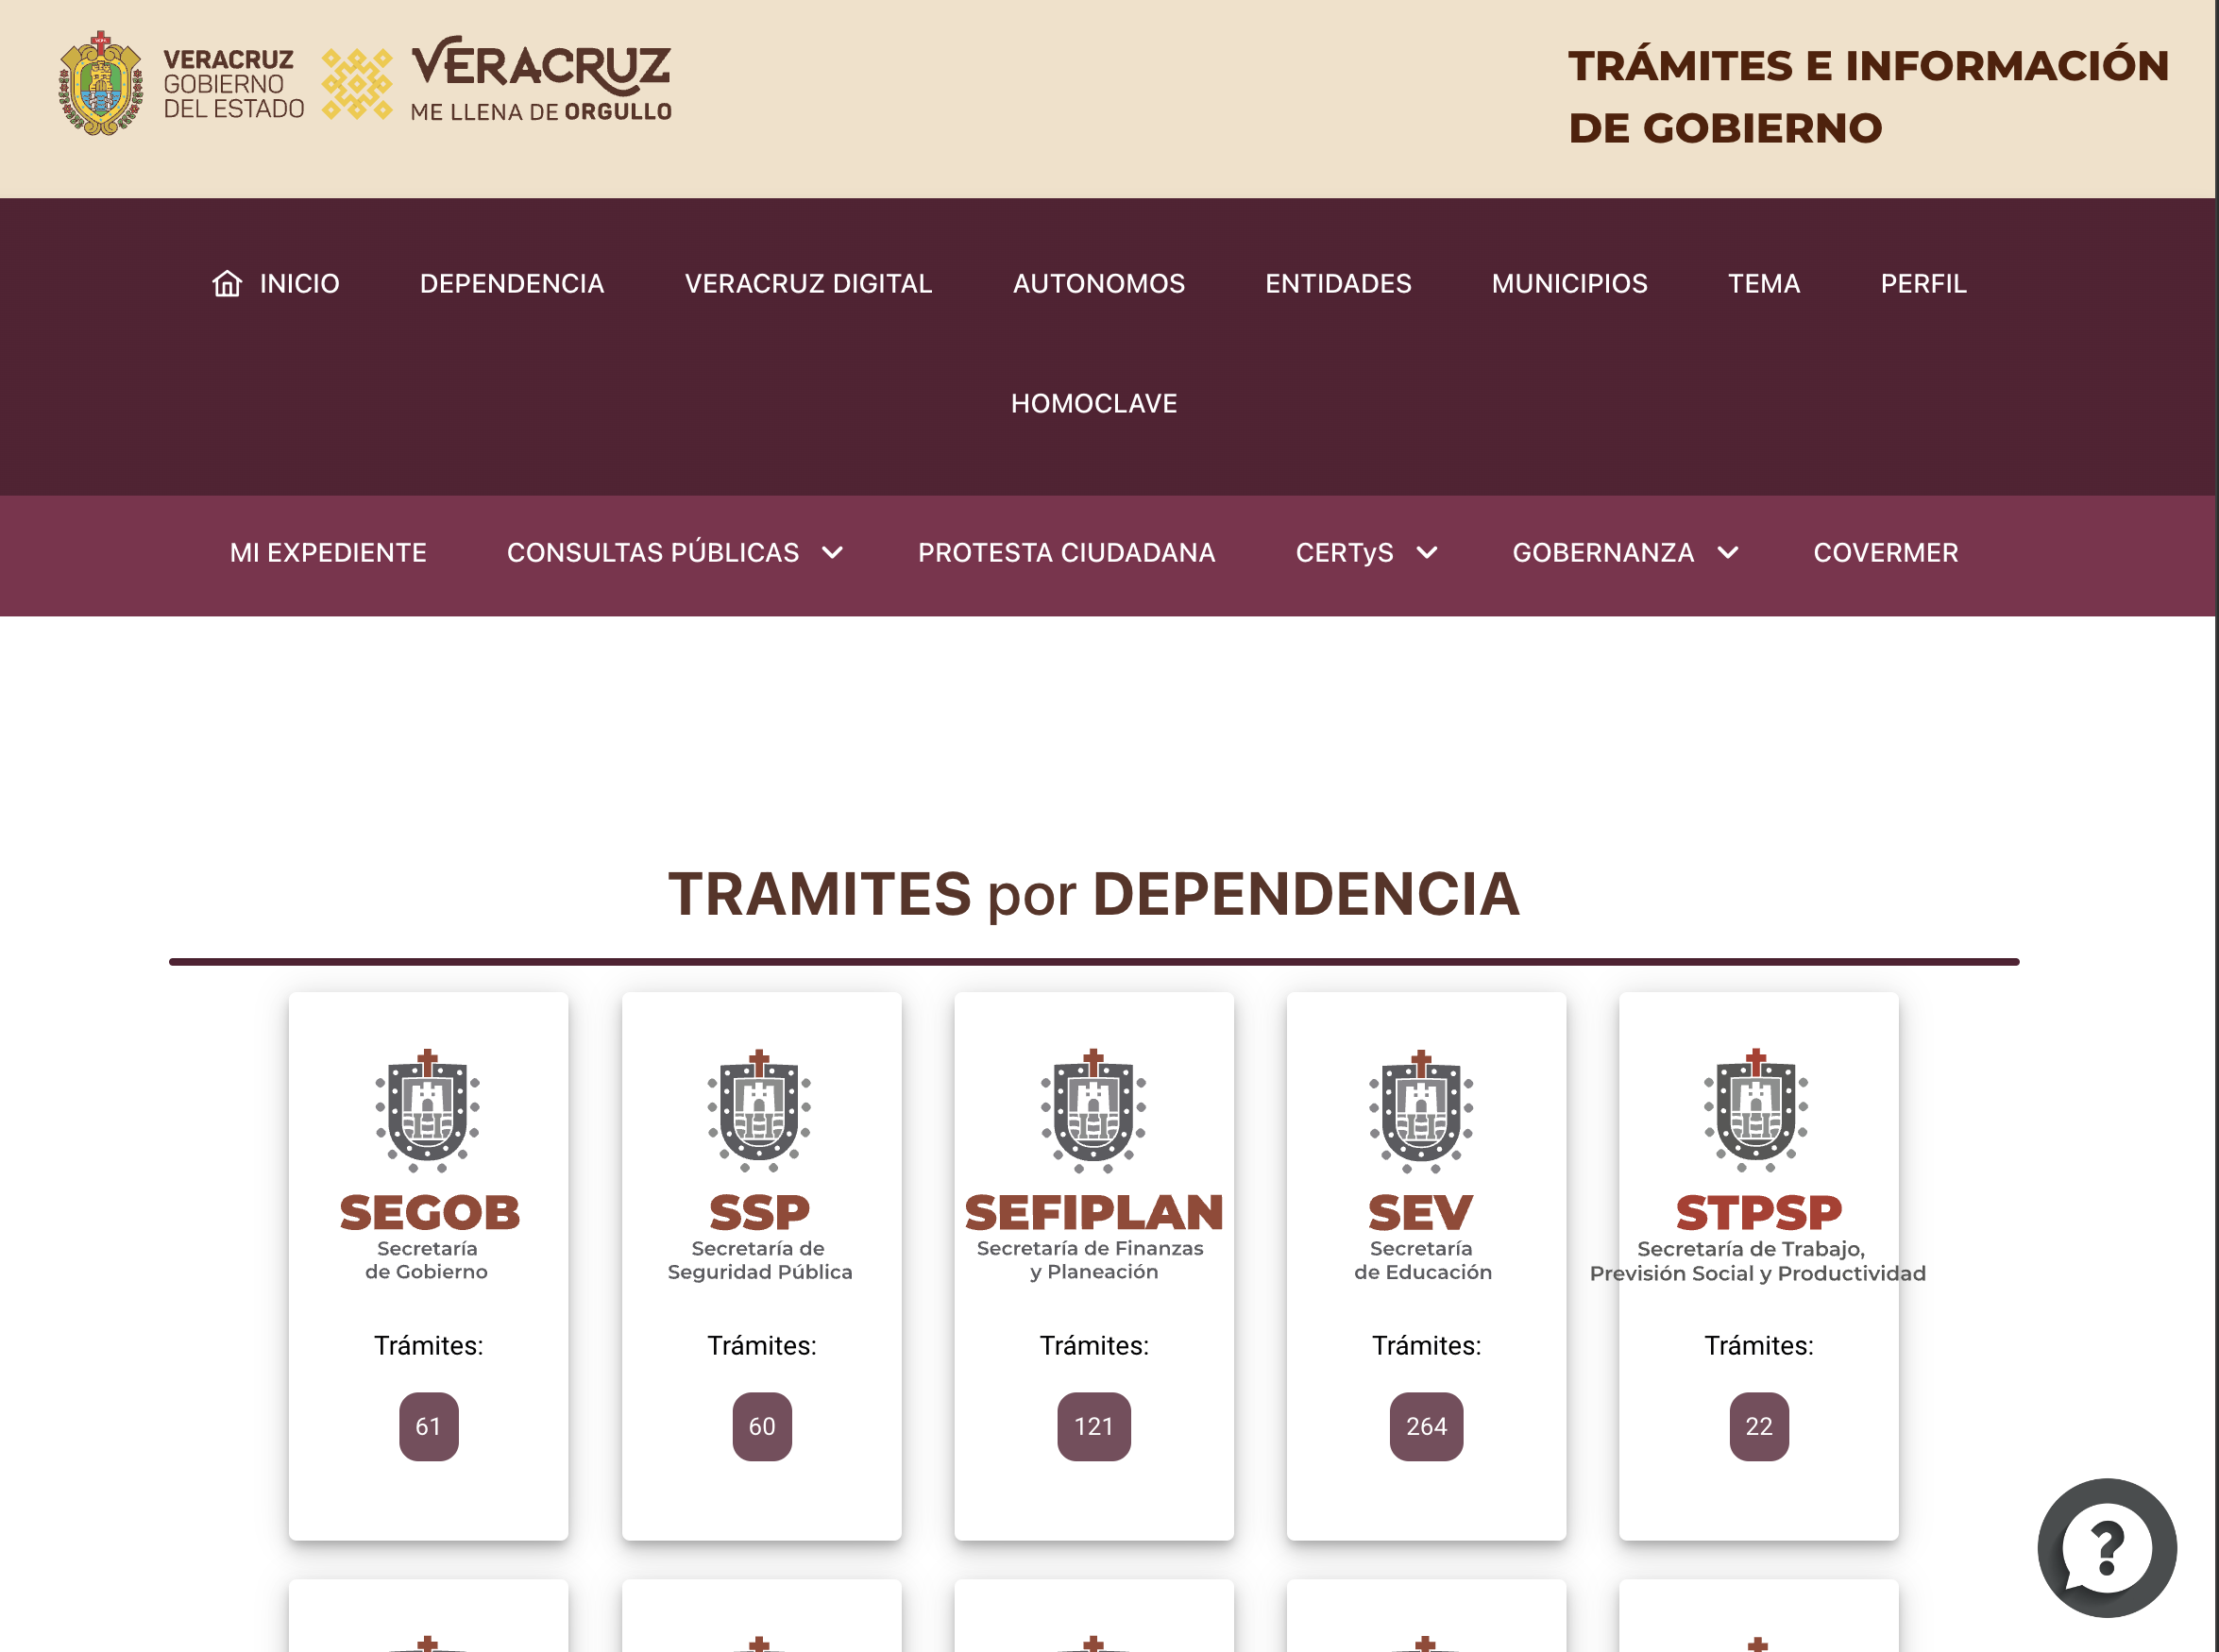 VERACRUZ
GOBIERNO
DEL ESTADO
VERACRUZ
ME LLENA DE ORGULLO
TRÁMITES E INFORMACIÓN
DE GOBIERNO
INICIO DEPENDENCIA VERACRUZ DIGITAL AUTONOMOS ENTIDADES MUNICIPIOS TEMA PERFIL
HOMOCLAVE
MI EXPEDIENTE CONSULTAS PÚBLICAS PROTESTA CIUDADANA CERTyS GOBERNANZA COVERMER
TRAMITES por DEPENDENCIA
SEGOB
Secretaría
de Gobierno
Trámites:
61
SSP
Secretaría de
Seguridad Pública
Trámites:
60
SEFIPLAN
Secretaría de Finanzas
y Planeación
Trámites:
121
SEV
Secretaría
de Educación
Trámites:
264
STPSP
Secretaría de Trabajo,
Previsión Social y Productividad
Trámites:
22
?